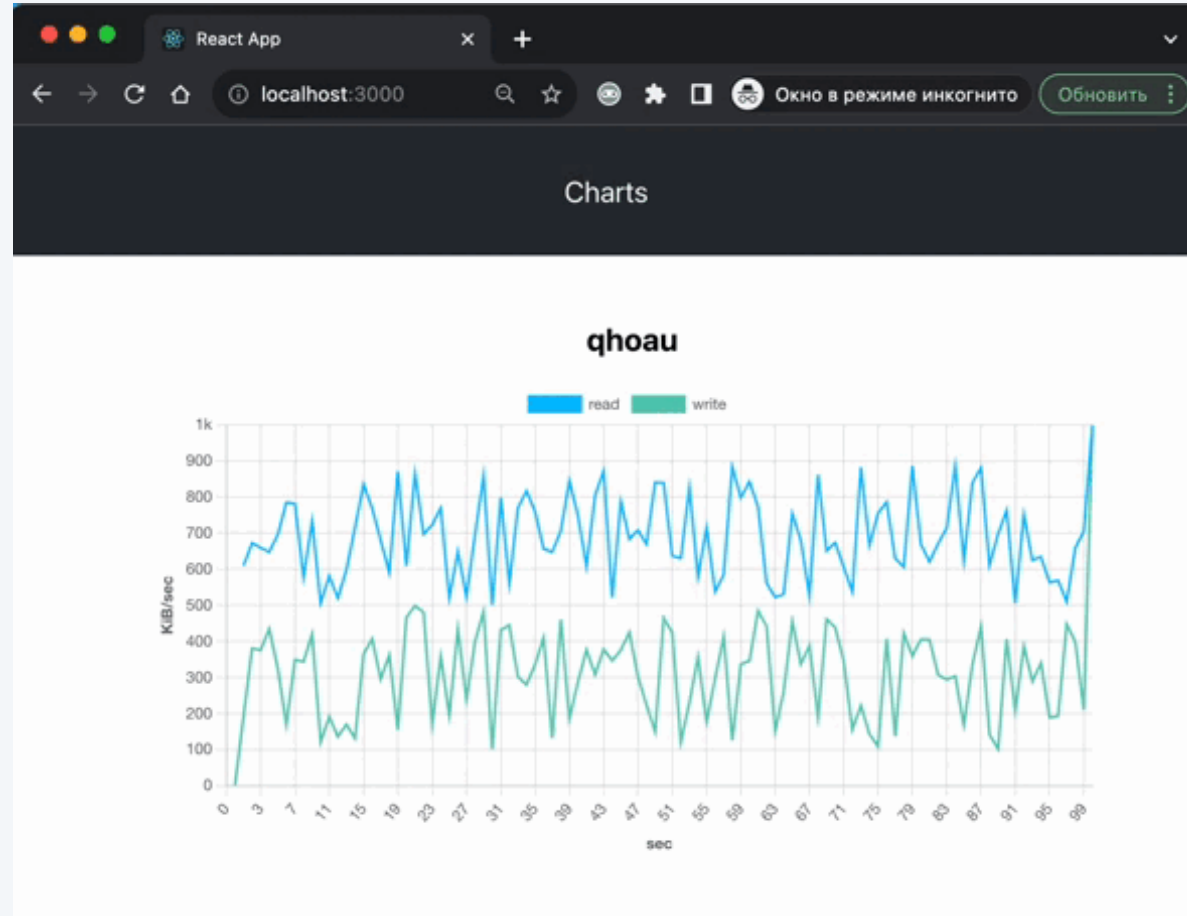 React App
localhost:3000
Окно в режиме инкогнито
Обновить
Charts
qhoau
read write
1k
900
800
700
600
500
400
300
200
100
0
KiB/sec
0 3 7 11 15 19 23 27 31 35 39 43 47 51 55 59 63 67 71 75 79 83 87 91 95 99
sec